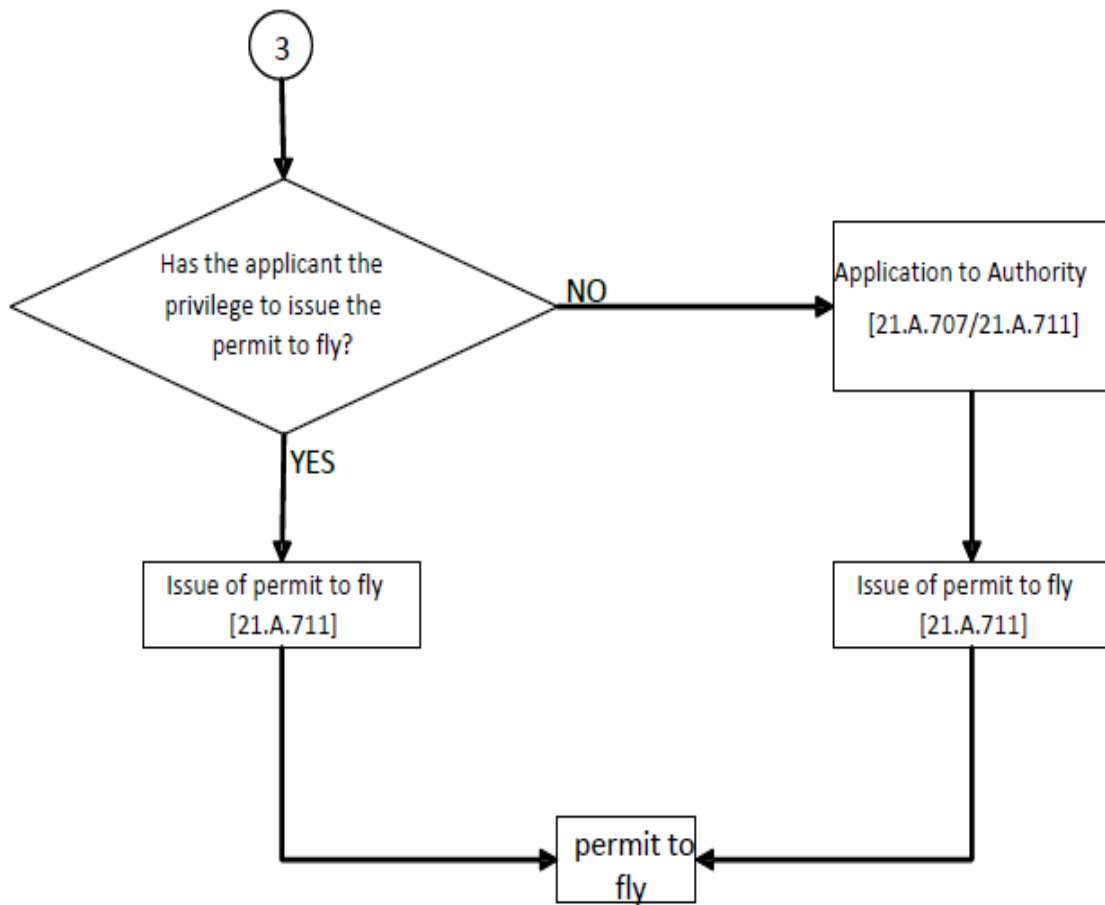 3
Has the applicant the
privilege to issue the
permit to fly?
NO
Application to Authority
[21.A.707/21.A.711]
YES
Issue of permit to fly
[21.A.711]
Issue of permit to fly
[21.A.711]
permit to
fly